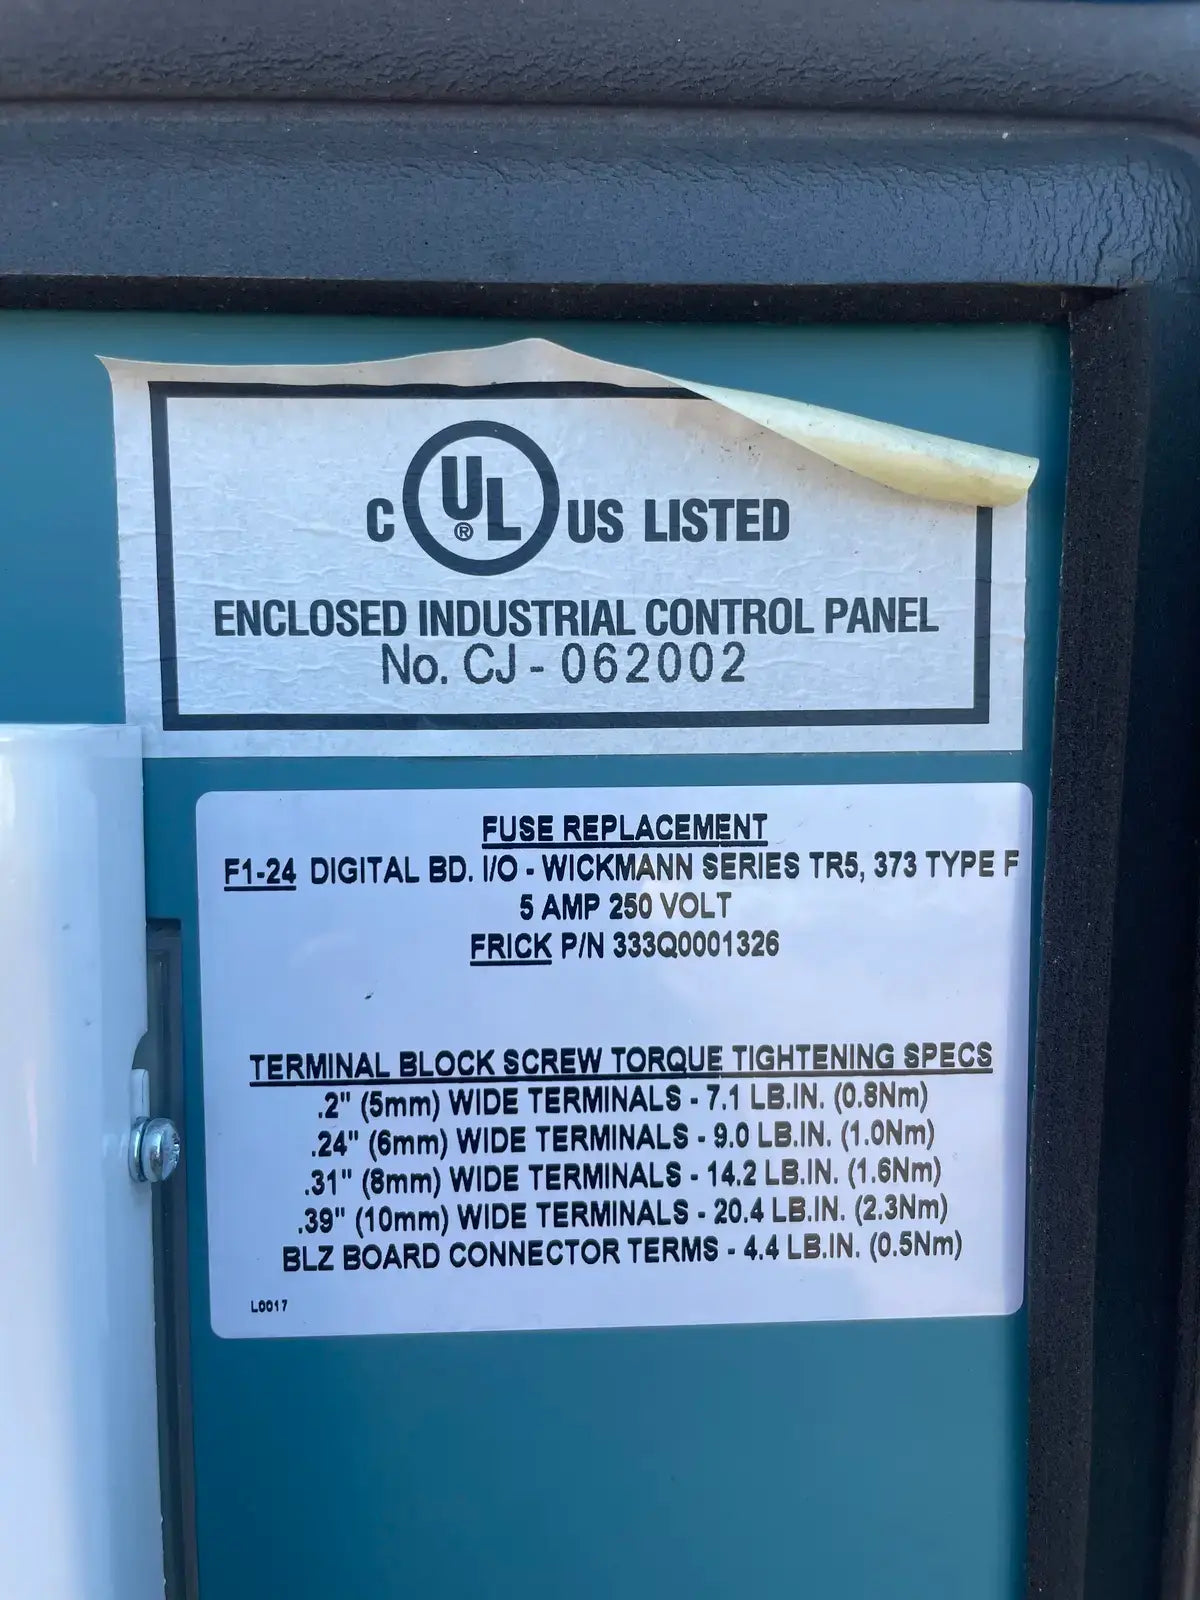 C UL® US LISTED
ENCLOSED INDUSTRIAL CONTROL PANEL
No. CJ - 062002
FUSE REPLACEMENT
F1-24 DIGITAL BD. I/O - WICKMANN SERIES TR5, 373 TYPE F
5 AMP 250 VOLT
FRICK P/N 333Q0001326
TERMINAL BLOCK SCREW TORQUE TIGHTENING SPECS
.2" (5mm) WIDE TERMINALS - 7.1 LB.IN. (0.8Nm)
.24" (6mm) WIDE TERMINALS - 9.0 LB.IN. (1.0Nm)
.31" (8mm) WIDE TERMINALS - 14.2 LB.IN. (1.6Nm)
.39" (10mm) WIDE TERMINALS - 20.4 LB.IN. (2.3Nm)
BLZ BOARD CONNECTOR TERMS - 4.4 LB.IN. (0.5Nm)
L0017